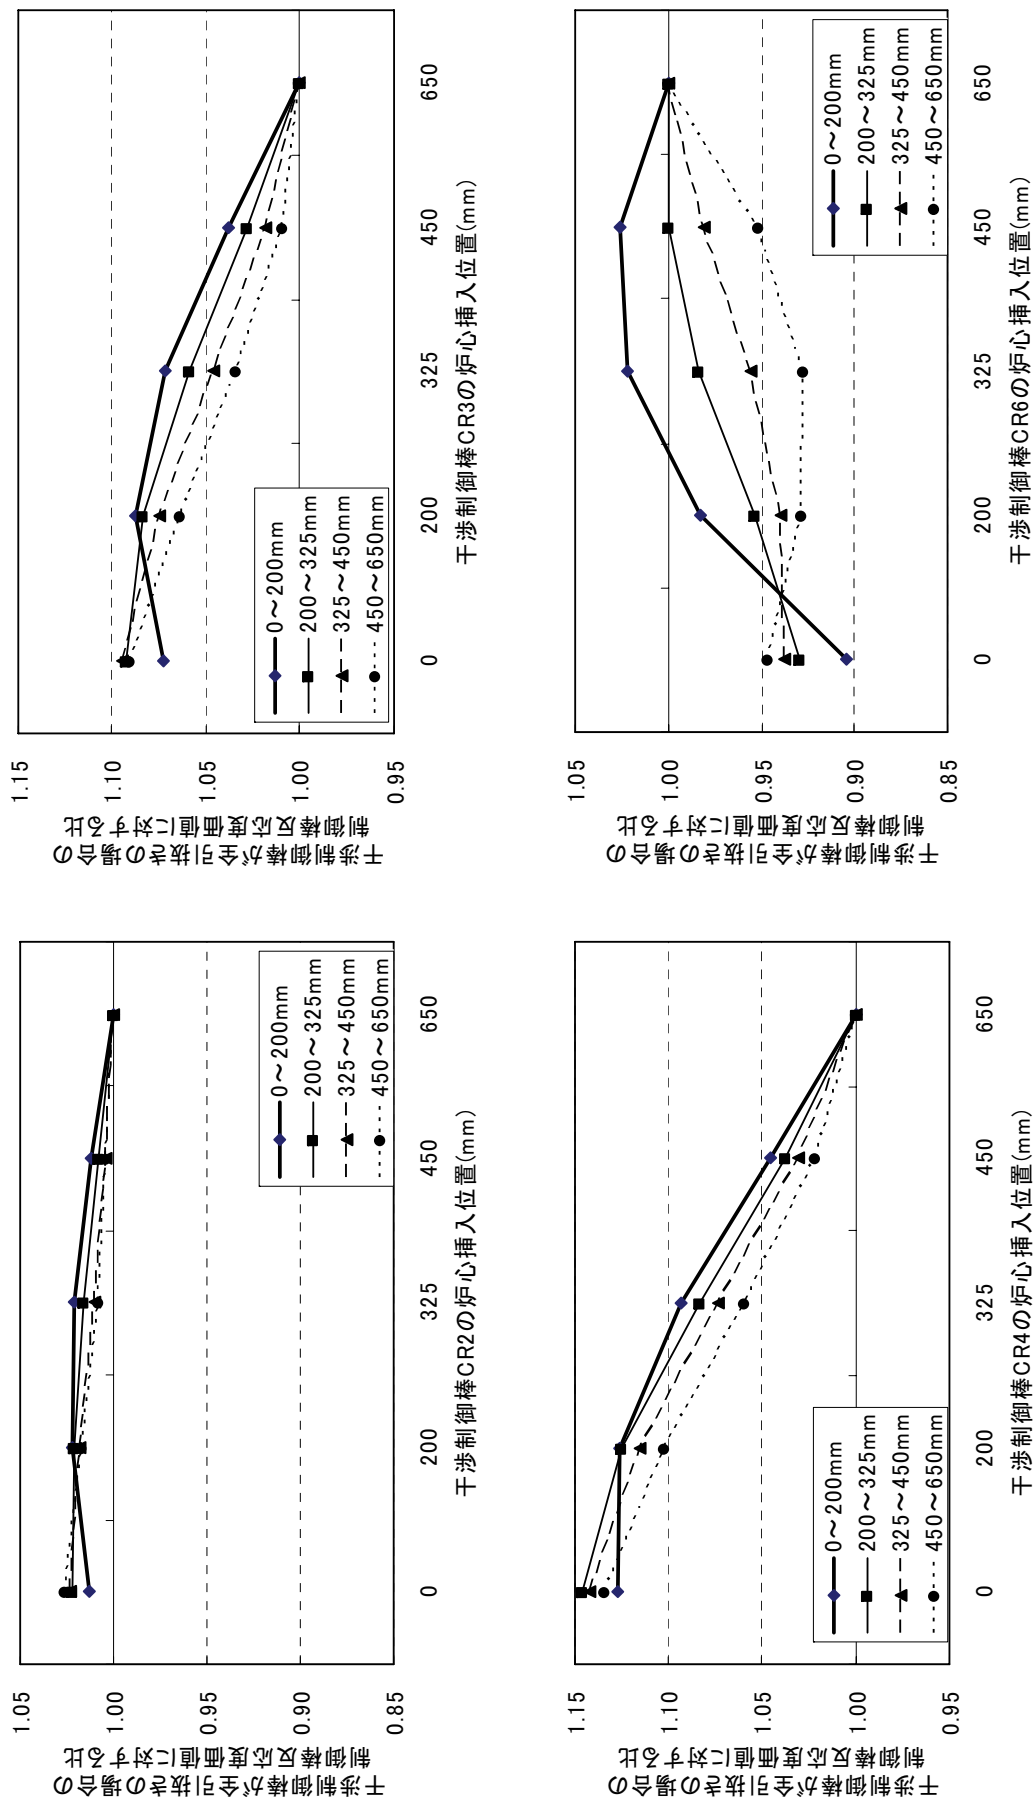 干渉制御棒が全引抜きの場合の
制御棒反応度価値に対する比
1.05
1.00
0.95
0.90
0.85
0～200mm
200～325mm
325～450mm
450～650mm
0 200 325 450 650
干渉制御棒CR2の炉心挿入位置(mm)
干渉制御棒が全引抜きの場合の
制御棒反応度価値に対する比
1.15
1.10
1.05
1.00
0.95
0～200mm
200～325mm
325～450mm
450～650mm
0 200 325 450 650
干渉制御棒CR3の炉心挿入位置(mm)
干渉制御棒が全引抜きの場合の
制御棒反応度価値に対する比
1.15
1.10
1.05
1.00
0.95
0～200mm
200～325mm
325～450mm
450～650mm
0 200 325 450 650
干渉制御棒CR4の炉心挿入位置(mm)
干渉制御棒が全引抜きの場合の
制御棒反応度価値に対する比
1.05
1.00
0.95
0.90
0.85
0～200mm
200～325mm
325～450mm
450～650mm
0 200 325 450 650
干渉制御棒CR6の炉心挿入位置(mm)